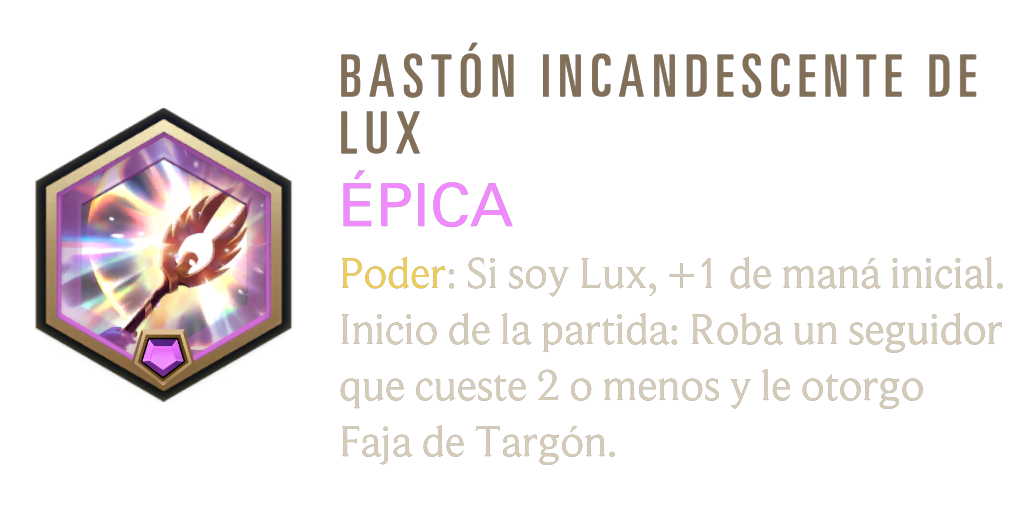 BASTÓN INCANDESCENTE DE
LUX
ÉPICA
Poder: Si soy Lux, +1 de maná inicial.
Inicio de la partida: Roba un seguidor
que cueste 2 o menos y le otorgo
Faja de Targón.